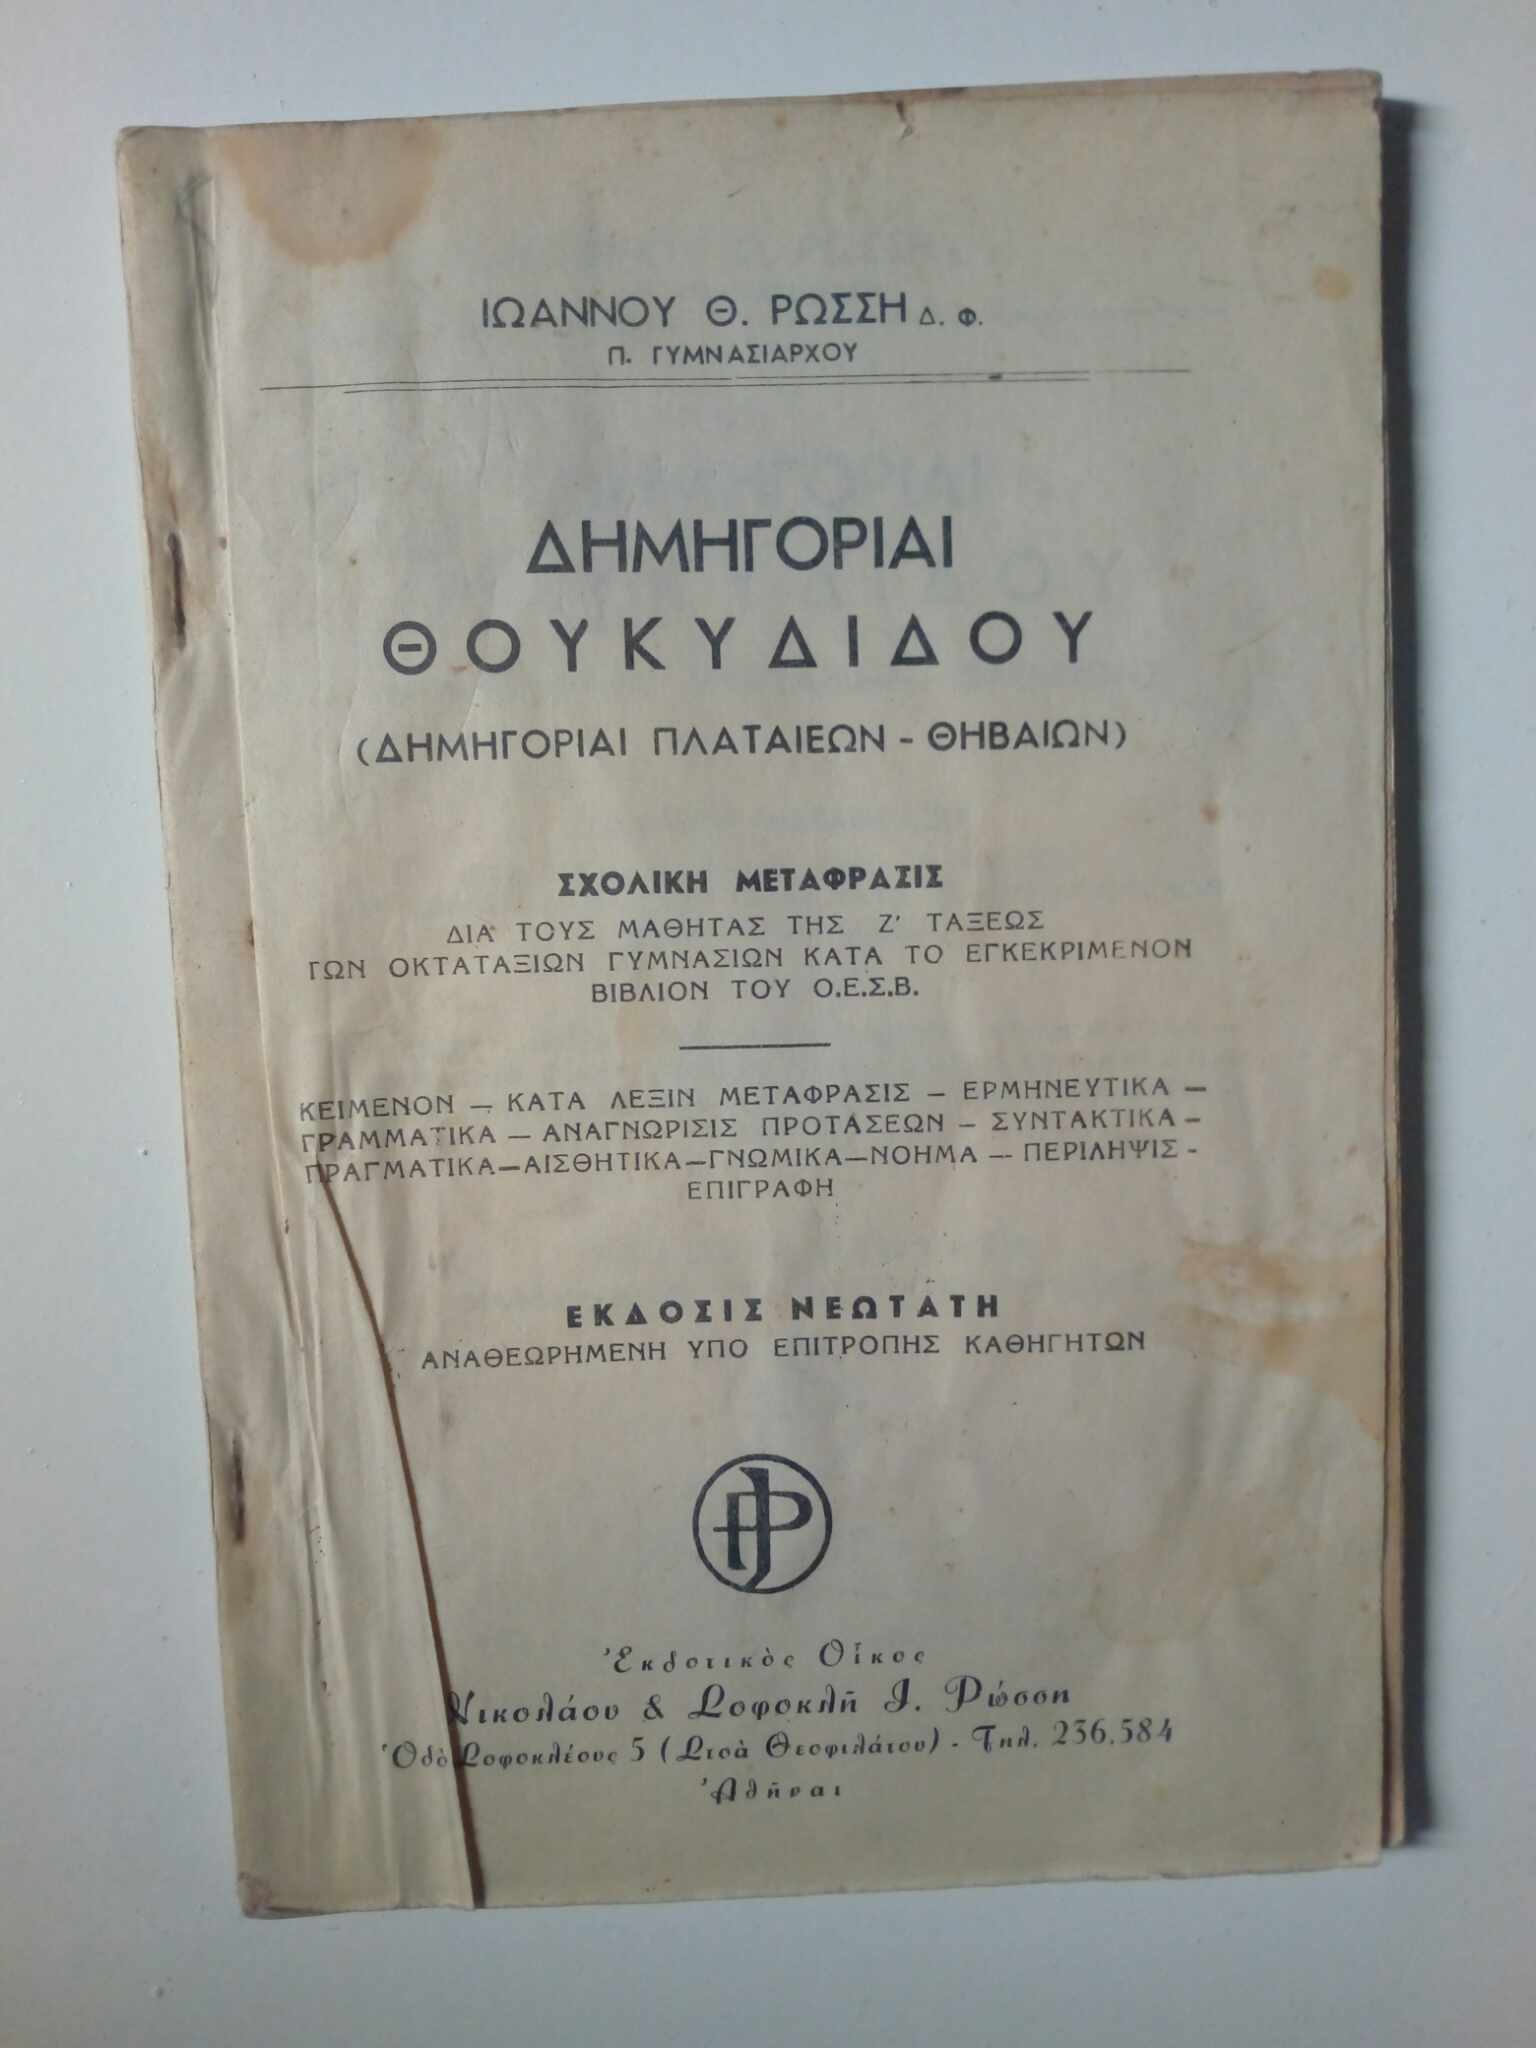 ΙΩΑΝΝΟΥ Θ. ΡΩΣΣΗ Δ. Φ.
Π. ΓΥΜΝΑΣΙΑΡΧΟΥ
ΔΗΜΗΓΟΡΙΑΙ
ΘΟΥΚΥΔΙΔΟΥ
(ΔΗΜΗΓΟΡΙΑΙ ΠΛΑΤΑΙΕΩΝ - ΘΗΒΑΙΩΝ)
ΣΧΟΛΙΚΗ ΜΕΤΑΦΡΑΣΙΣ
ΔΙΑ ΤΟΥΣ ΜΑΘΗΤΑΣ ΤΗΣ Ζ' ΤΑΞΕΩΣ
ΤΩΝ ΟΚΤΑΤΑΞΙΩΝ ΓΥΜΝΑΣΙΩΝ ΚΑΤΑ ΤΟ ΕΓΚΕΚΡΙΜΕΝΟΝ
ΒΙΒΛΙΟΝ ΤΟΥ Ο.Ε.Σ.Β.
ΚΕΙΜΕΝΟΝ — ΚΑΤΑ ΛΕΞΙΝ ΜΕΤΑΦΡΑΣΙΣ — ΕΡΜΗΝΕΥΤΙΚΑ —
ΓΡΑΜΜΑΤΙΚΑ — ΑΝΑΓΝΩΡΙΣΙΣ ΠΡΟΤΑΣΕΩΝ — ΣΥΝΤΑΚΤΙΚΑ —
ΠΡΑΓΜΑΤΙΚΑ—ΑΙΣΘΗΤΙΚΑ—ΓΝΩΜΙΚΑ—ΝΟΗΜΑ — ΠΕΡΙΛΗΨΙΣ -
ΕΠΙΓΡΑΦΗ
ΕΚΔΟΣΙΣ ΝΕΩΤΑΤΗ
ΑΝΑΘΕΩΡΗΜΕΝΗ ΥΠΟ ΕΠΙΤΡΟΠΗΣ ΚΑΘΗΓΗΤΩΝ
Ἐκδοτικὸς Οἶκος
Νικολάου & Σοφοκλῆ Ι. Ρώσση
Ὁδὸς Σοφοκλέους 5 (Στοὰ Θεοφιλάτου) - Τηλ. 236.584
Ἀθῆναι